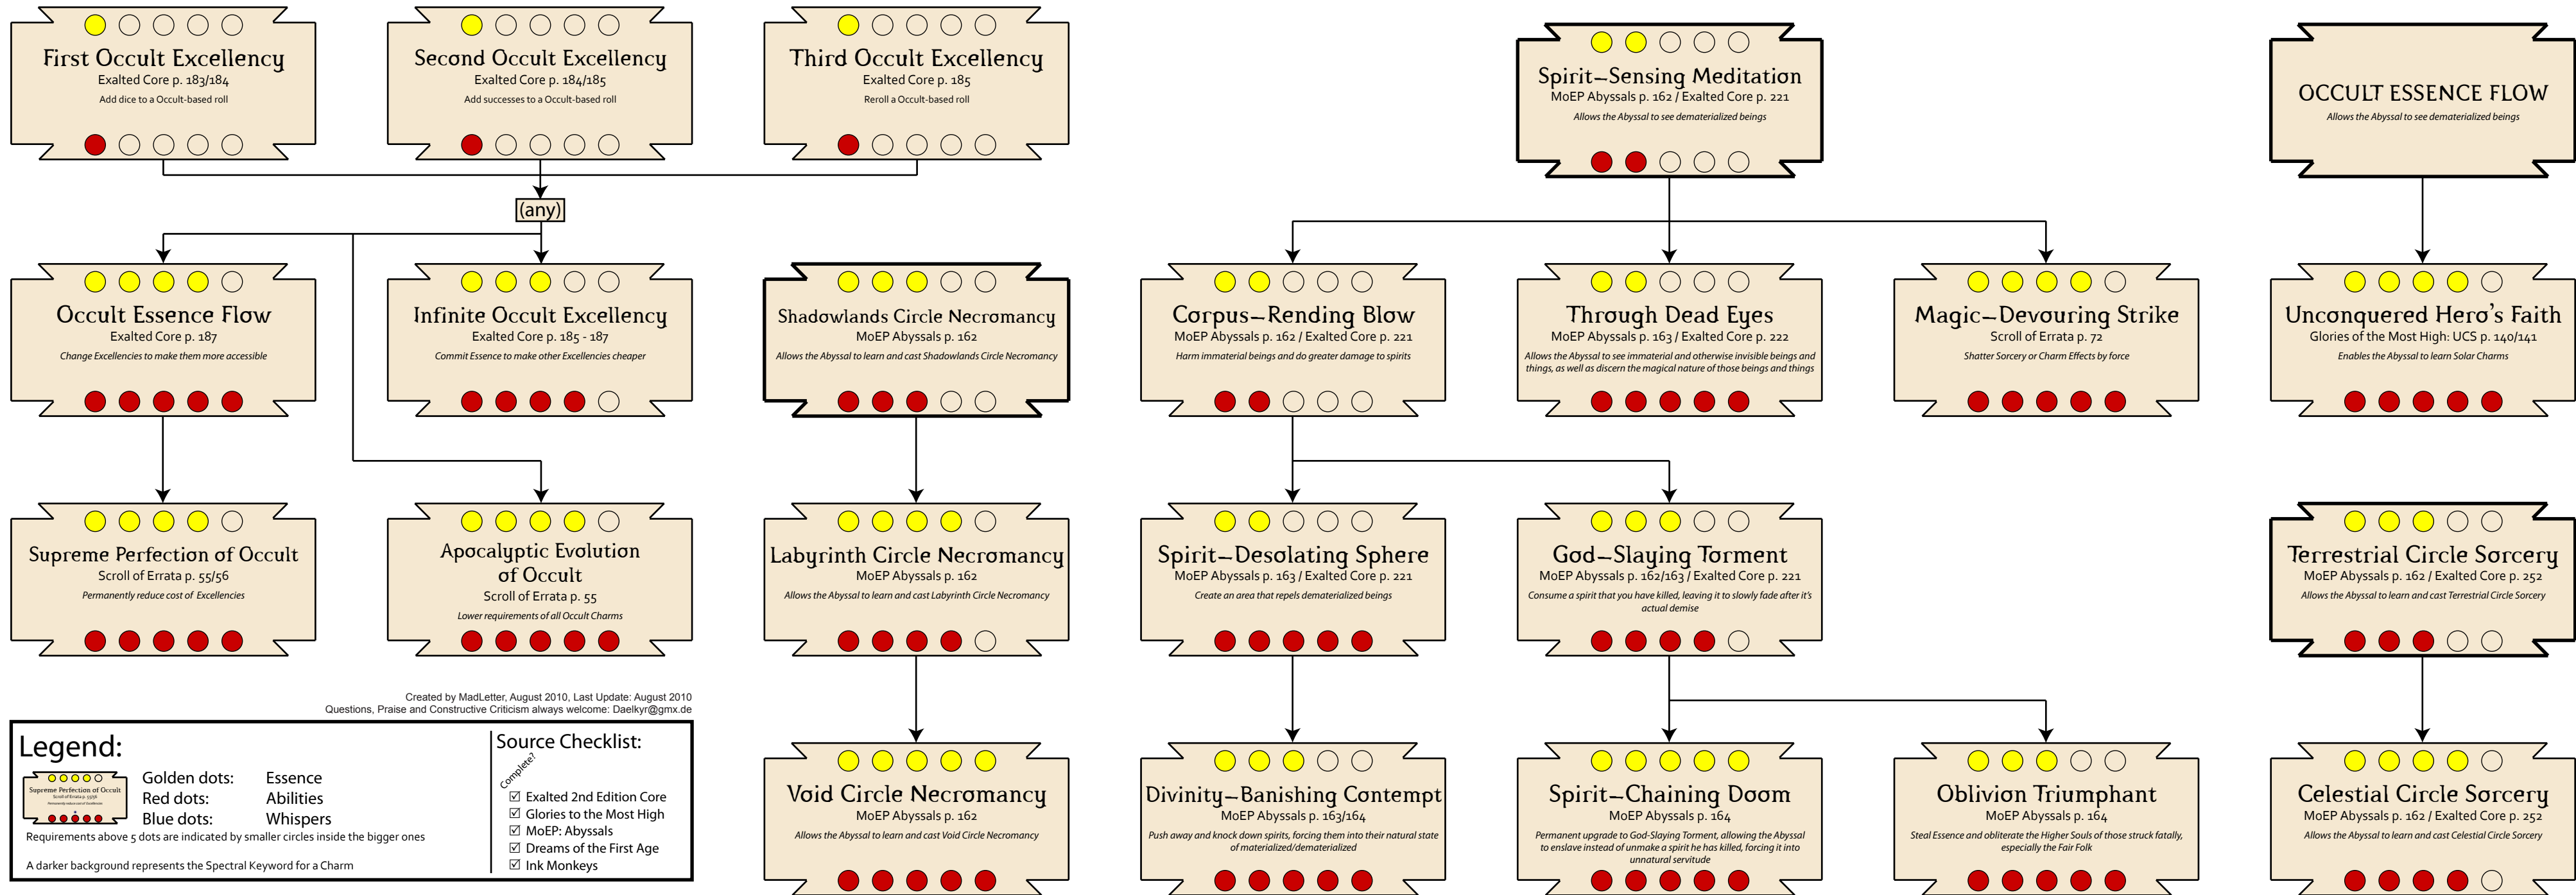 First Occult Excellency
Exalted Core p. 183/184
Add dice to a Occult-based roll
Second Occult Excellency
Exalted Core p. 184/185
Add successes to a Occult-based roll
Third Occult Excellency
Exalted Core p. 185
Reroll a Occult-based roll
Spirit-Sensing Meditation
MoEP Abyssals p. 162 / Exalted Core p. 221
Allows the Abyssal to see dematerialized beings
OCCULT ESSENCE FLOW
Allows the Abyssal to see dematerialized beings
(any)
Occult Essence Flow
Exalted Core p. 187
Change Excellencies to make them more accessible
Infinite Occult Excellency
Exalted Core p. 185 - 187
Commit Essence to make other Excellencies cheaper
Shadowlands Circle Necromancy
MoEP Abyssals p. 162
Allows the Abyssal to learn and cast Shadowlands Circle Necromancy
Corpus-Rending Blow
MoEP Abyssals p. 162 / Exalted Core p. 221
Harm immaterial beings and do greater damage to spirits
Through Dead Eyes
MoEP Abyssals p. 163 / Exalted Core p. 222
Allows the Abyssal to see immaterial and otherwise invisible beings and
things, as well as discern the magical nature of those beings and things
Magic-Devouring Strike
Scroll of Errata p. 72
Shatter Sorcery or Charm Effects by force
Unconquered Hero's Faith
Glories of the Most High: UCS p. 140/141
Enables the Abyssal to learn Solar Charms
Supreme Perfection of Occult
Scroll of Errata p. 55/56
Permanently reduce cost of Excellencies
Apocalyptic Evolution
of Occult
Scroll of Errata p. 55
Lower requirements of all Occult Charms
Labyrinth Circle Necromancy
MoEP Abyssals p. 162
Allows the Abyssal to learn and cast Labyrinth Circle Necromancy
Spirit-Desolating Sphere
MoEP Abyssals p. 163 / Exalted Core p. 221
Create an area that repels dematerialized beings
God-Slaying Torment
MoEP Abyssals p. 162/163 / Exalted Core p. 221
Consume a spirit that you have killed, leaving it to slowly fade after it's
actual demise
Terrestrial Circle Sorcery
MoEP Abyssals p. 162 / Exalted Core p. 252
Allows the Abyssal to learn and cast Terrestrial Circle Sorcery
Created by MadLetter, August 2010, Last Update: August 2010
Questions, Praise and Constructive Criticism always welcome: Daelkyr@gmx.de
Legend:
Supreme Perfection of Occult
Scroll of Errata p. 55/56
Permanently reduce cost of Excellencies
Golden dots: Essence
Red dots: Abilities
Blue dots: Whispers
Requirements above 5 dots are indicated by smaller circles inside the bigger ones
A darker background represents the Spectral Keyword for a Charm
Source Checklist:
Complete?
Exalted 2nd Edition Core
Glories to the Most High
MoEP: Abyssals
Dreams of the First Age
Ink Monkeys
Void Circle Necromancy
MoEP Abyssals p. 162
Allows the Abyssal to learn and cast Void Circle Necromancy
Divinity-Banishing Contempt
MoEP Abyssals p. 163/164
Push away and knock down spirits, forcing them into their natural state
of materialized/dematerialized
Spirit-Chaining Doom
MoEP Abyssals p. 164
Permanent upgrade to God-Slaying Torment, allowing the Abyssal
to enslave instead of unmake a spirit he has killed, forcing it into
unnatural servitude
Oblivion Triumphant
MoEP Abyssals p. 164
Steal Essence and obliterate the Higher Souls of those struck fatally,
especially the Fair Folk
Celestial Circle Sorcery
MoEP Abyssals p. 162 / Exalted Core p. 252
Allows the Abyssal to learn and cast Celestial Circle Sorcery